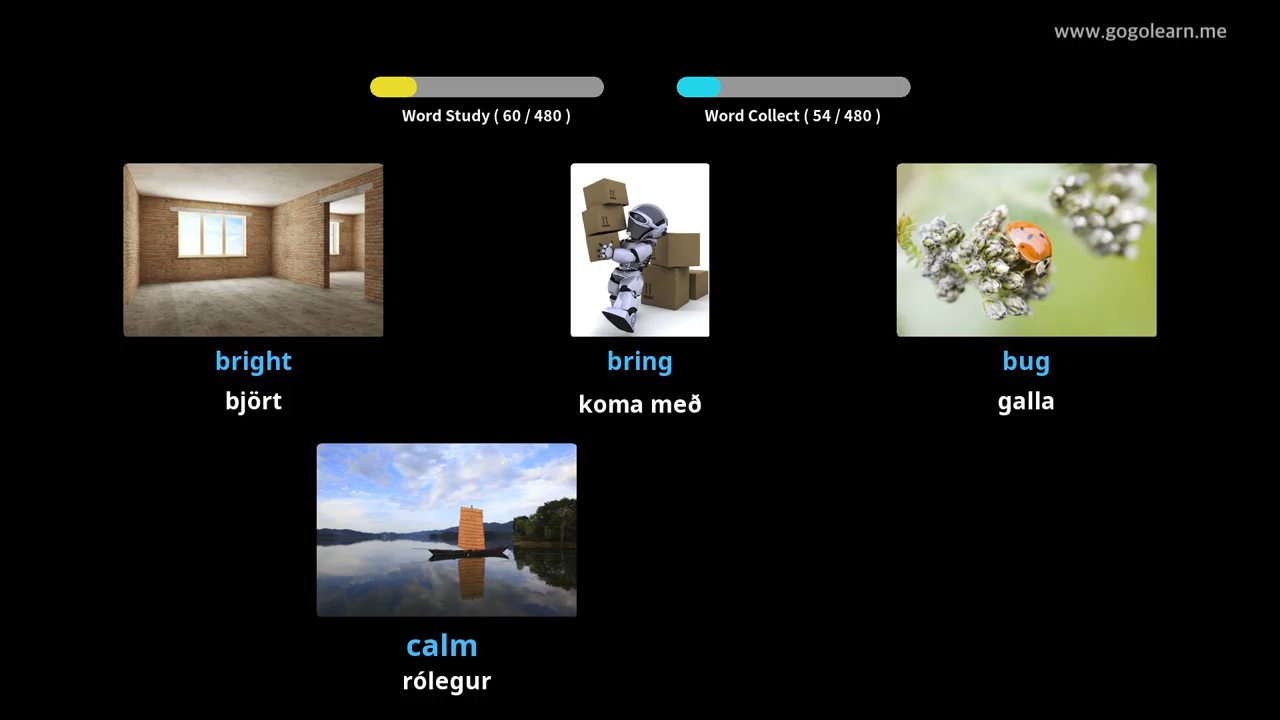 www.gogolearn.me
Word Study ( 60 / 480 )
Word Collect ( 54 / 480 )
bright
björt
bring
koma með
bug
galla
calm
rólegur